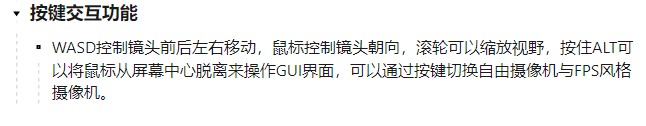 按键交互功能
WASD控制镜头前后左右移动，鼠标控制镜头朝向，滚轮可以缩放视野，按住ALT可
以将鼠标从屏幕中心脱离来操作GUI界面，可以通过按键切换自由摄像机与FPS风格
摄像机。